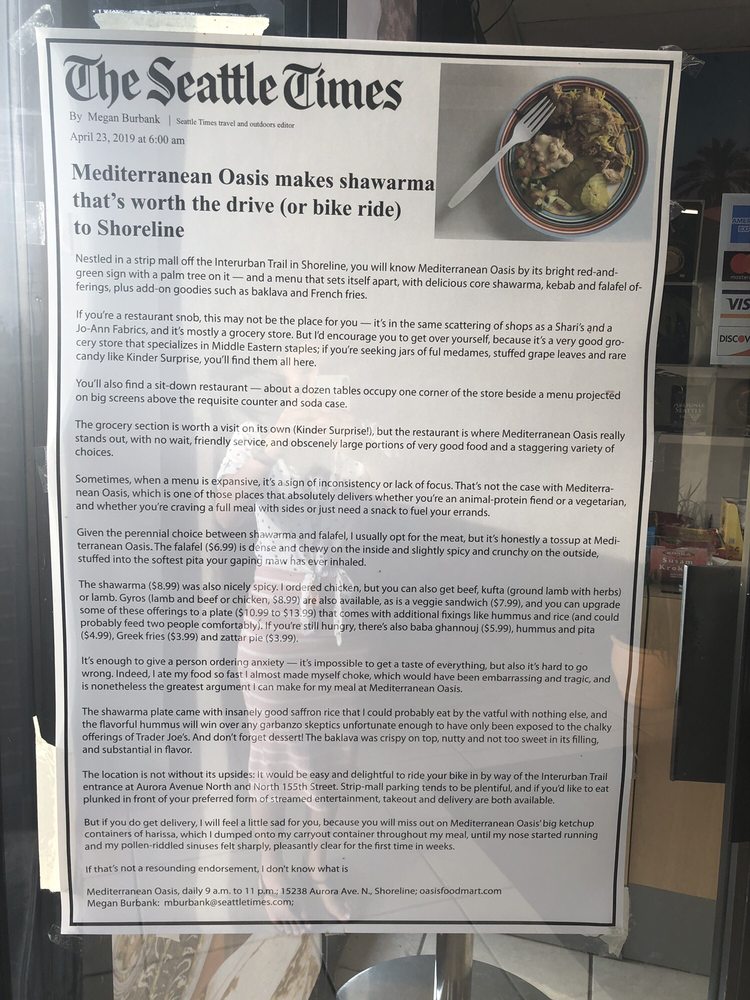 The Seattle Times
By Megan Burbank | Seattle Times travel and outdoors editor
April 23, 2019 at 6:00 am
Mediterranean Oasis makes shawarma
that's worth the drive (or bike ride)
to Shoreline
Nestled in a strip mall off the Interurban Trail in Shoreline, you will know Mediterranean Oasis by its bright red-and-
green sign with a palm tree on it — and a menu that sets itself apart, with delicious core shawarma, kebab and falafel of-
ferings, plus add-on goodies such as baklava and French fries.
If you're a restaurant snob, this may not be the place for you — it's in the same scattering of shops as a Shari's and a
Jo-Ann Fabrics, and it's mostly a grocery store. But I'd encourage you to get over yourself, because it's a very good gro-
cery store that specializes in Middle Eastern staples; if you're seeking jars of ful medames, stuffed grape leaves and rare
candy like Kinder Surprise, you'll find them all here.
You'll also find a sit-down restaurant — about a dozen tables occupy one corner of the store beside a menu projected
on big screens above the requisite counter and soda case.
The grocery section is worth a visit on its own (Kinder Surprise!), but the restaurant is where Mediterranean Oasis really
stands out, with no wait, friendly service, and obscenely large portions of very good food and a staggering variety of
choices.
Sometimes, when a menu is expansive, it's a sign of inconsistency or lack of focus. That's not the case with Mediterra-
nean Oasis, which is one of those places that absolutely delivers whether you're an animal-protein fiend or a vegetarian,
and whether you're craving a full meal with sides or just need a snack to fuel your errands.
Given the perennial choice between shawarma and falafel, I usually opt for the meat, but it's honestly a tossup at Medi-
terranean Oasis. The falafel ($6.99) is dense and chewy on the inside and slightly spicy and crunchy on the outside,
stuffed into the softest pita your gaping maw has ever inhaled.
The shawarma ($8.99) was also nicely spicy. I ordered chicken, but you can also get beef, kufta (ground lamb with herbs)
or lamb. Gyros (lamb and beef or chicken, $8.99) are also available, as is a veggie sandwich ($7.99), and you can upgrade
some of these offerings to a plate ($10.99 to $13.99) that comes with additional fixings like hummus and rice (and could
probably feed two people comfortably). If you're still hungry, there's also baba ghannouj ($5.99), hummus and pita
($4.99), Greek fries ($3.99) and zattar pie ($3.99).
It's enough to give a person ordering anxiety — it's impossible to get a taste of everything, but also it's hard to go
wrong. Indeed, I ate my food so fast I almost made myself choke, which would have been embarrassing and tragic, and
is nonetheless the greatest argument I can make for my meal at Mediterranean Oasis.
The shawarma plate came with insanely good saffron rice that I could probably eat by the vatful with nothing else, and
the flavorful hummus will win over any garbanzo skeptics unfortunate enough to have only been exposed to the chalky
offerings of Trader Joe's. And don't forget dessert! The baklava was crispy on top, nutty and not too sweet in its filling,
and substantial in flavor.
The location is not without its upsides: It would be easy and delightful to ride your bike in by way of the Interurban Trail
entrance at Aurora Avenue North and North 155th Street. Strip-mall parking tends to be plentiful, and if you'd like to eat
plunked in front of your preferred form of streamed entertainment, takeout and delivery are both available.
But if you do get delivery, I will feel a little sad for you, because you will miss out on Mediterranean Oasis' big ketchup
containers of harissa, which I dumped onto my carryout container throughout my meal, until my nose started running
and my pollen-riddled sinuses felt sharply, pleasantly clear for the first time in weeks.
If that's not a resounding endorsement, I don't know what is
Mediterranean Oasis, daily 9 a.m. to 11 p.m.; 15238 Aurora Ave. N., Shoreline; oasisfoodmart.com
Megan Burbank: mburbank@seattletimes.com;
VISA